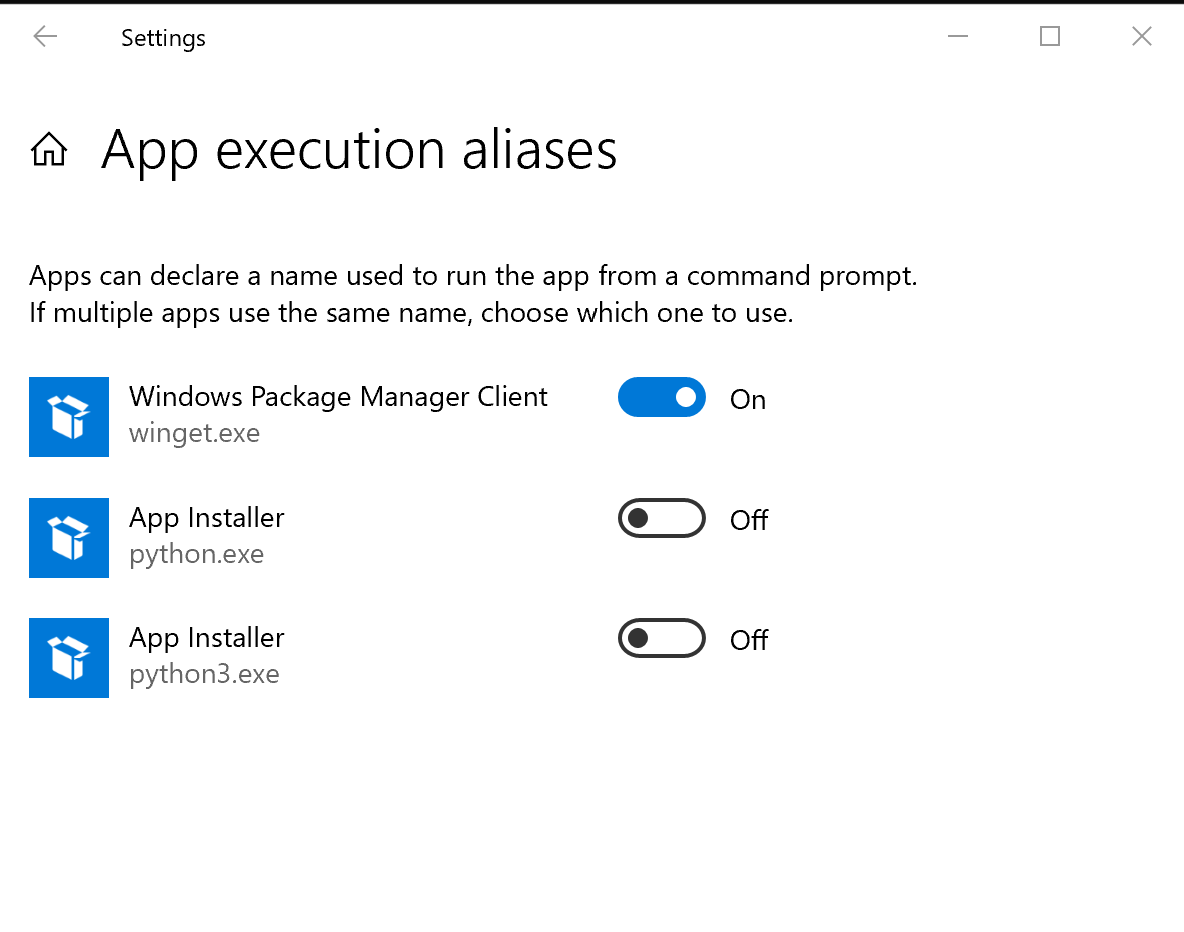 Settings
App execution aliases
Apps can declare a name used to run the app from a command prompt.
If multiple apps use the same name, choose which one to use.
Windows Package Manager Client
winget.exe
On
App Installer
python.exe
Off
App Installer
python3.exe
Off